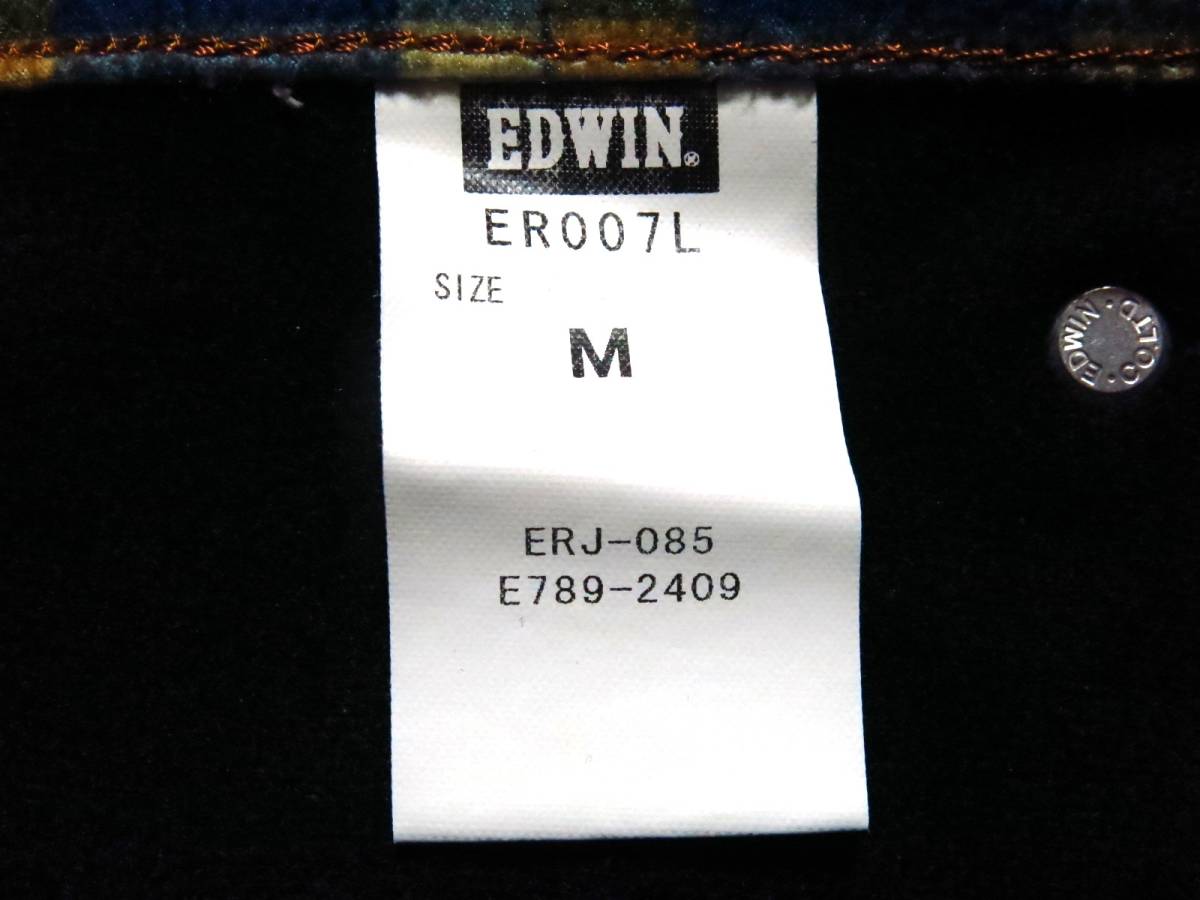 EDWIN®
ER007L
SIZE
M
ERJ-085
E789-2409
EDWIN · CO.LTD ·